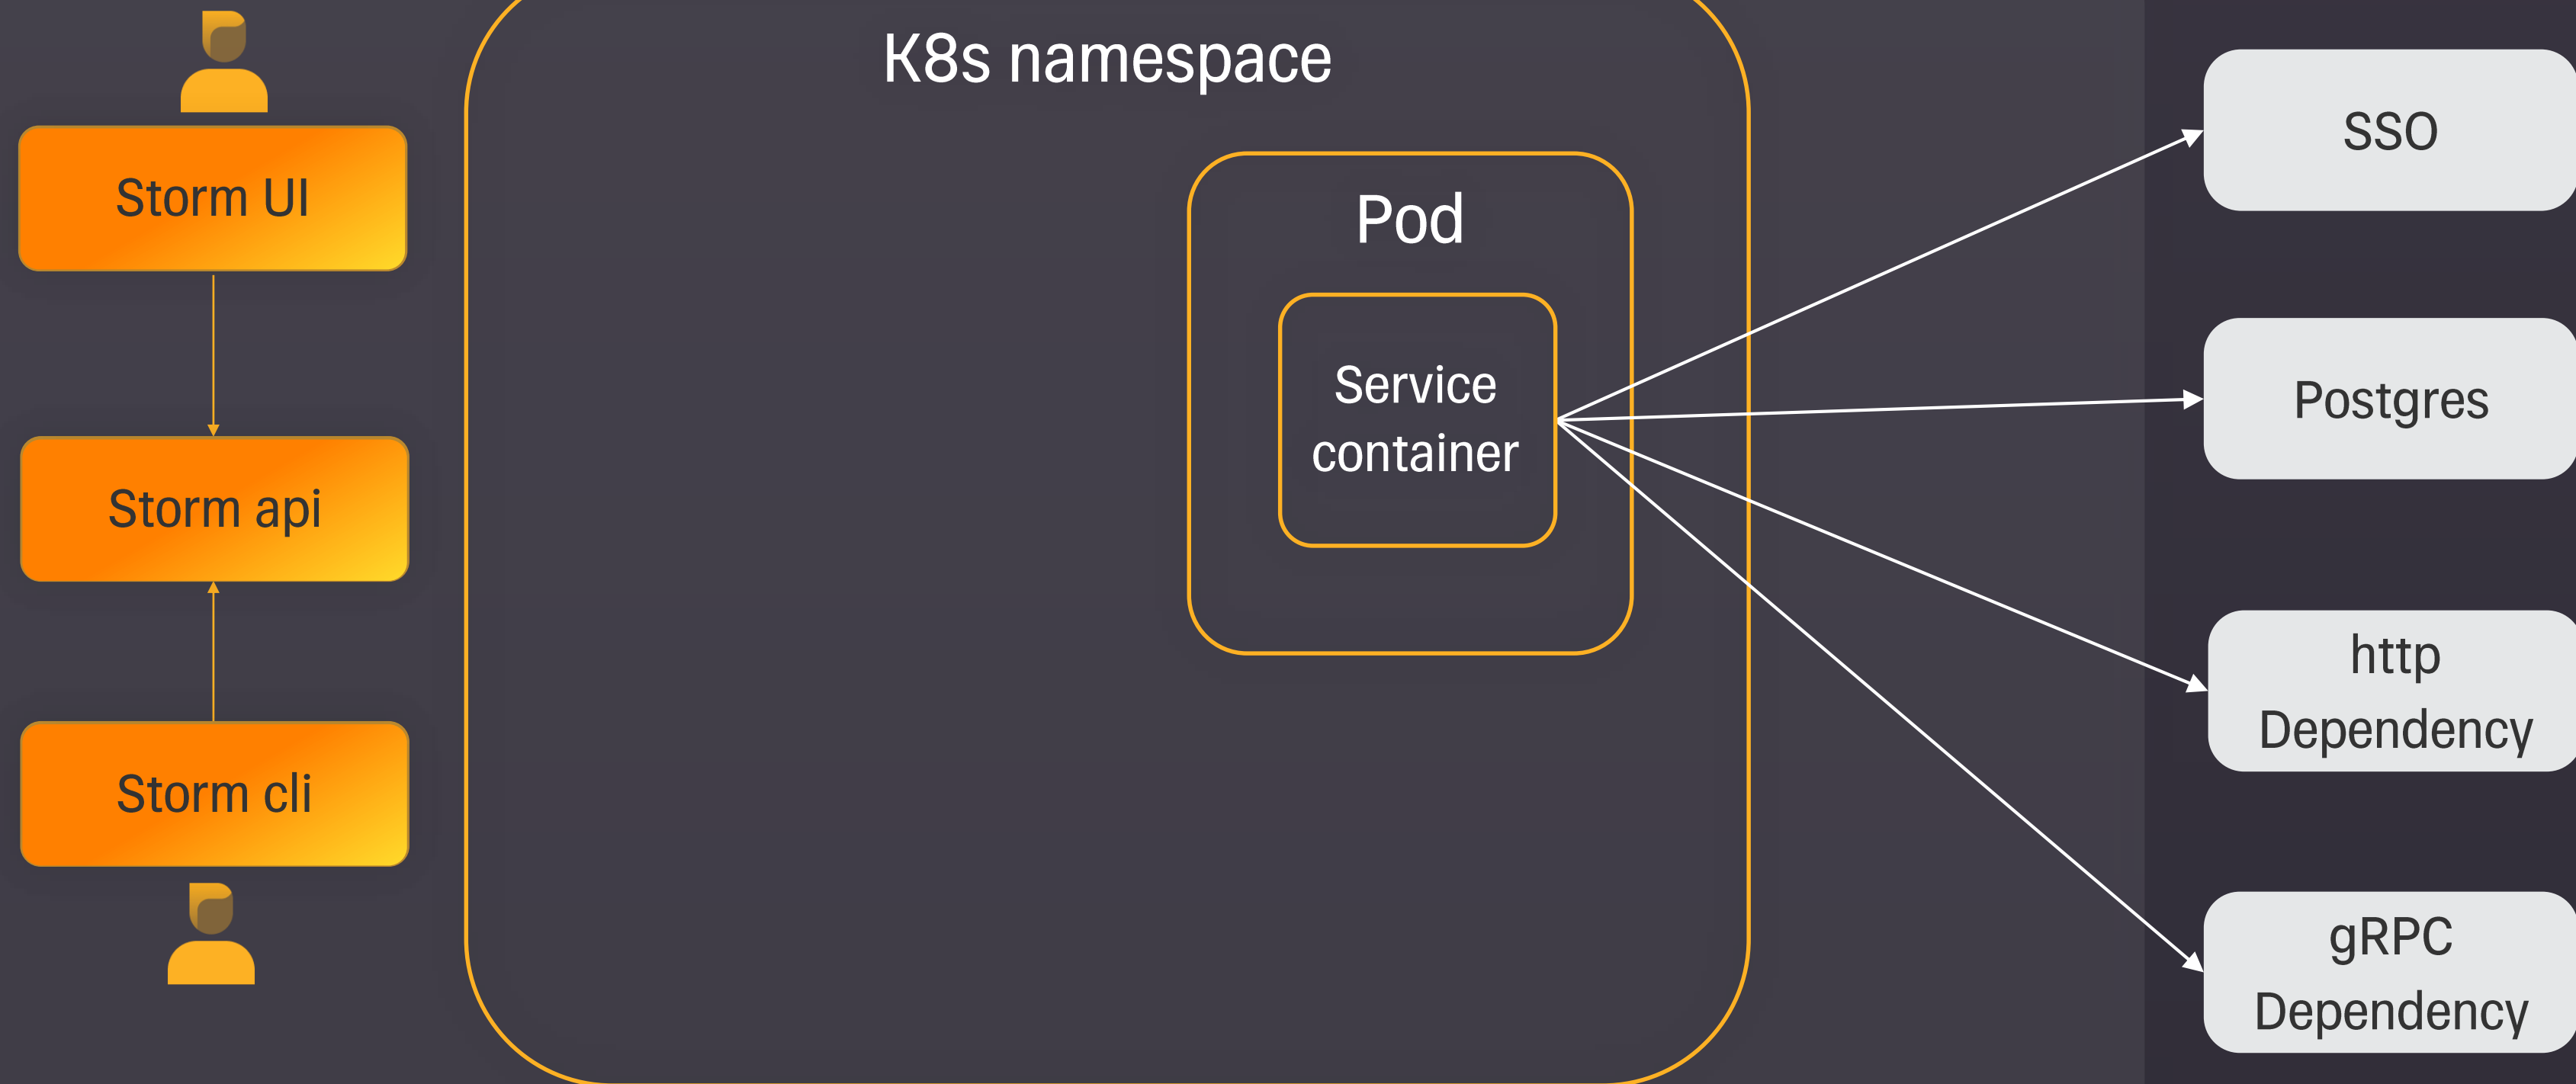 K8s namespace
Storm UI
Storm api
Storm cli
Pod
Service
container
SSO
Postgres
http
Dependency
gRPC
Dependency